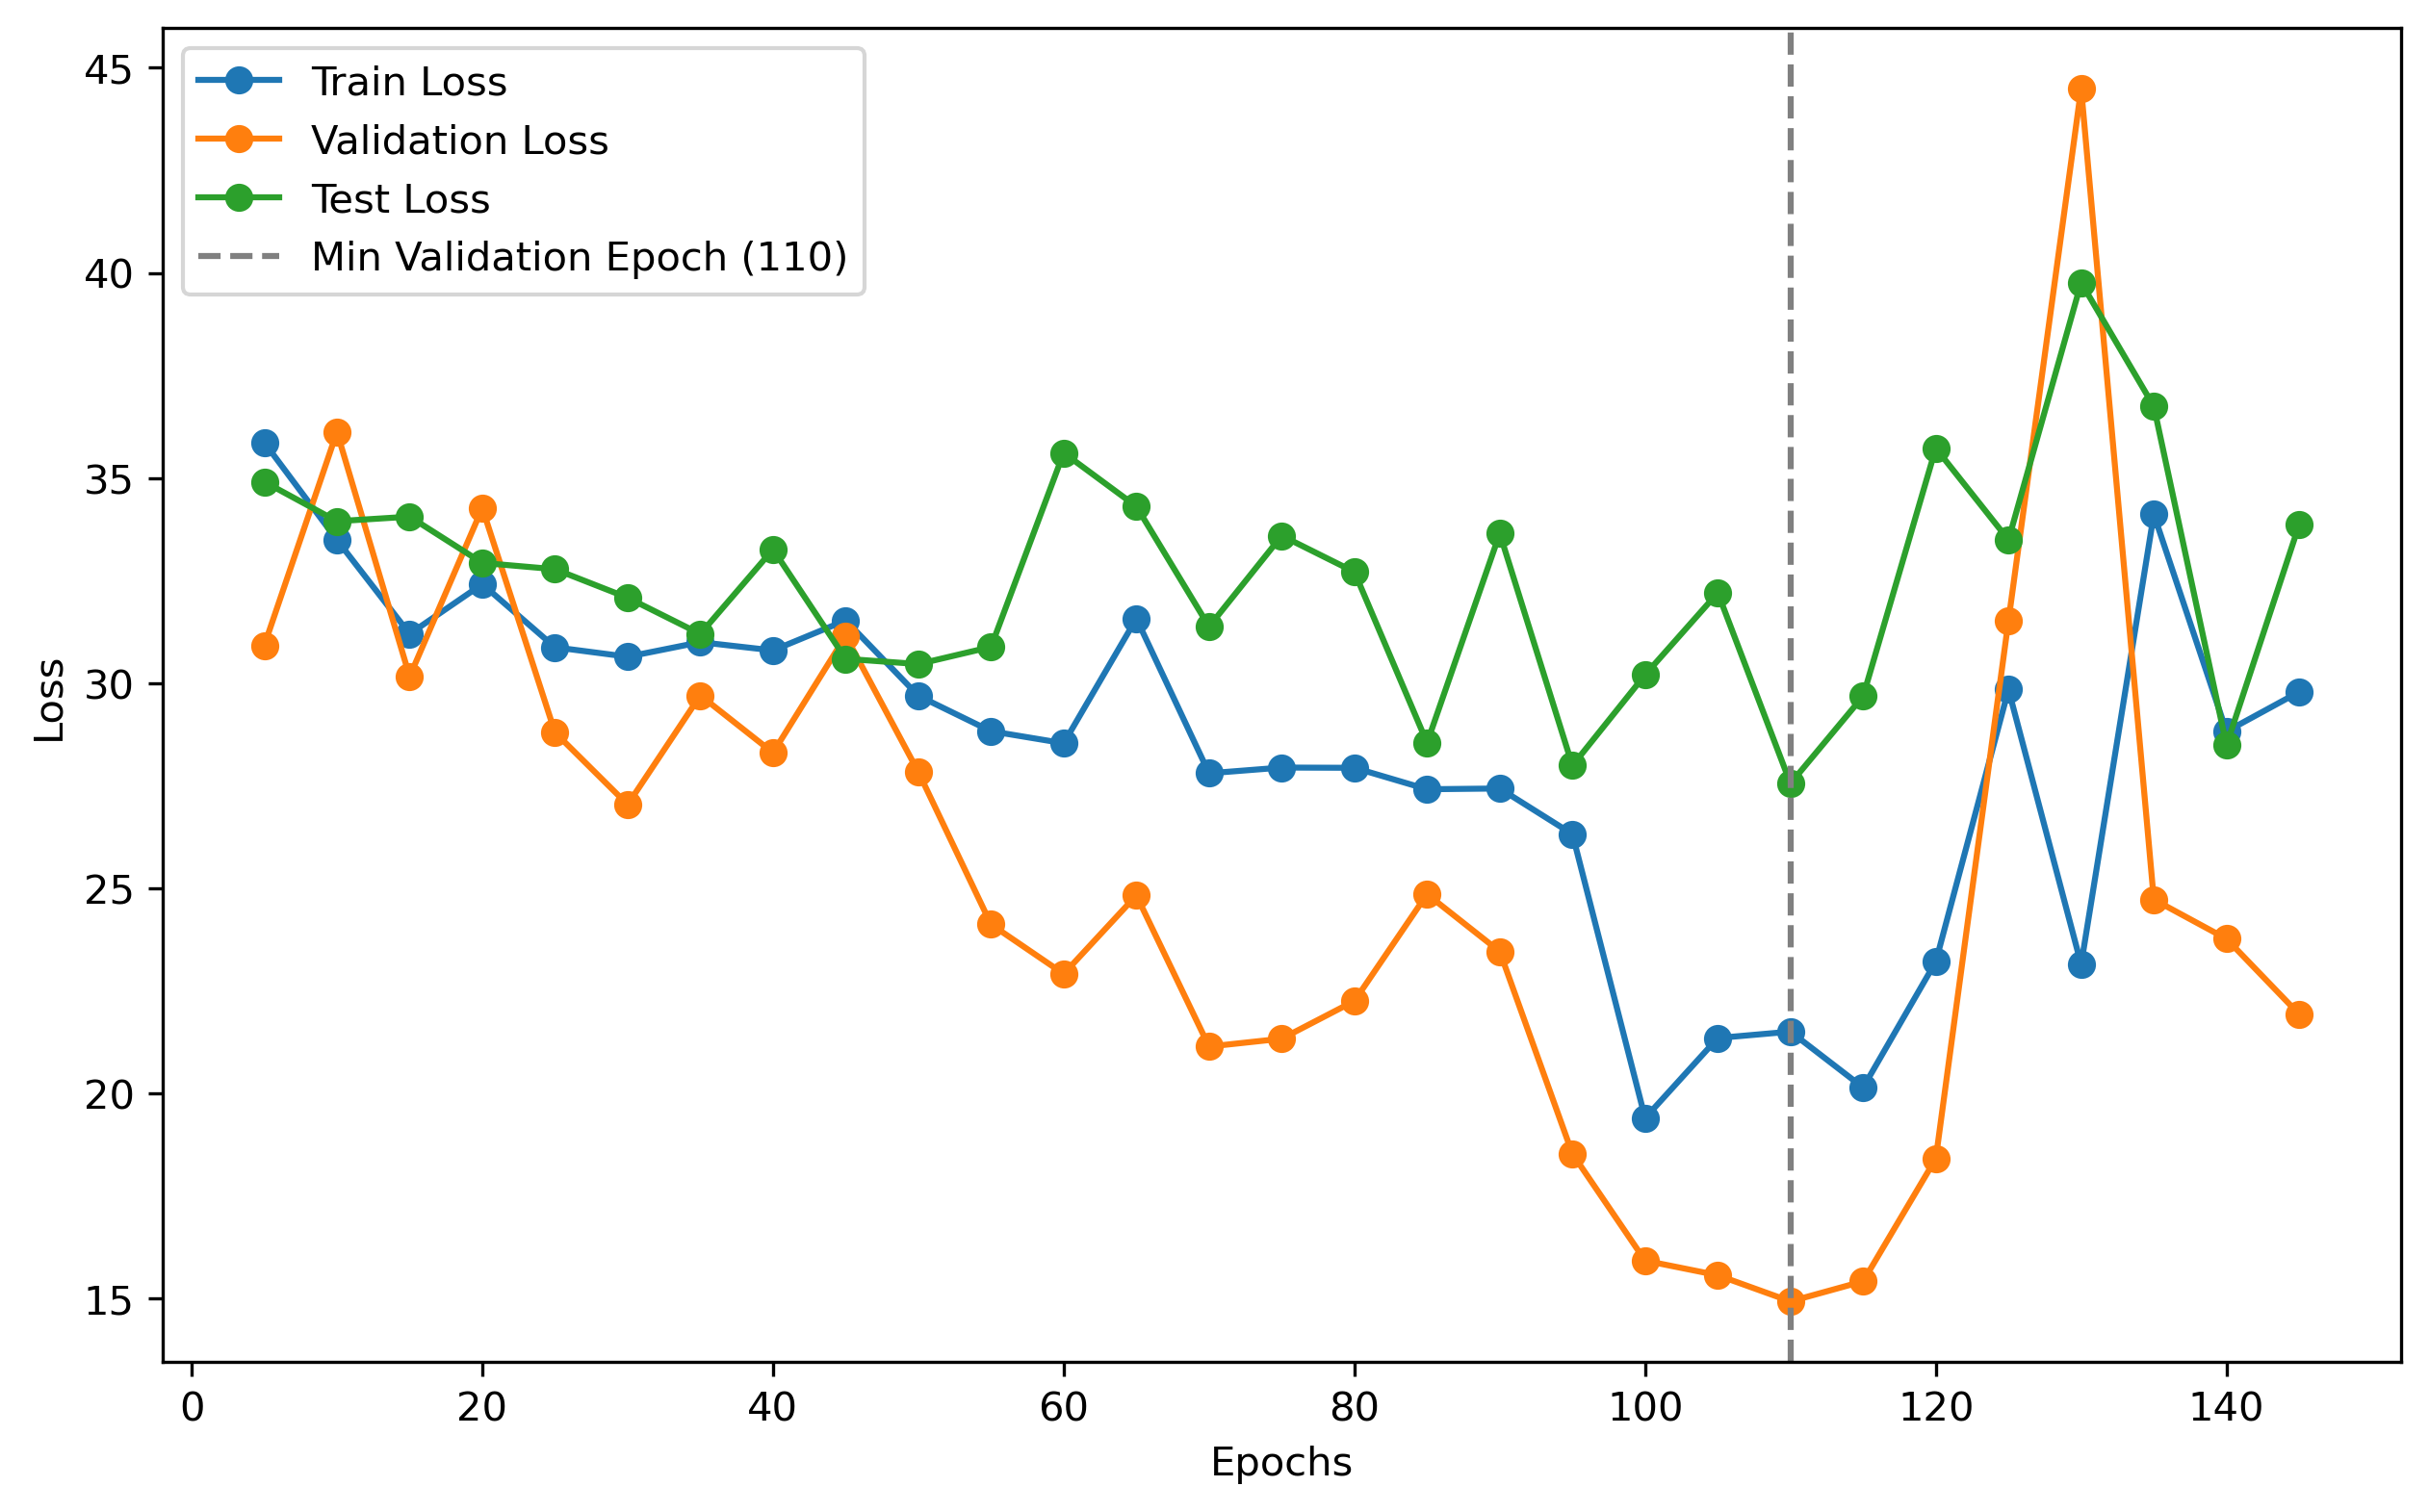 Train Loss
Validation Loss
Test Loss
Min Validation Epoch (110)
45
40
35
30
25
20
15
Loss
0 20 40 60 80 100 120 140
Epochs